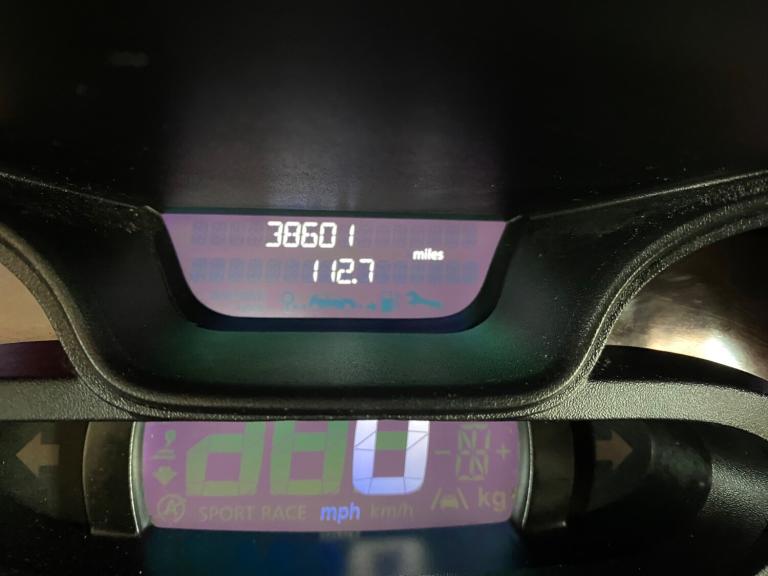 38601
miles
112.7
0
N
SPORT RACE mph km/h kg